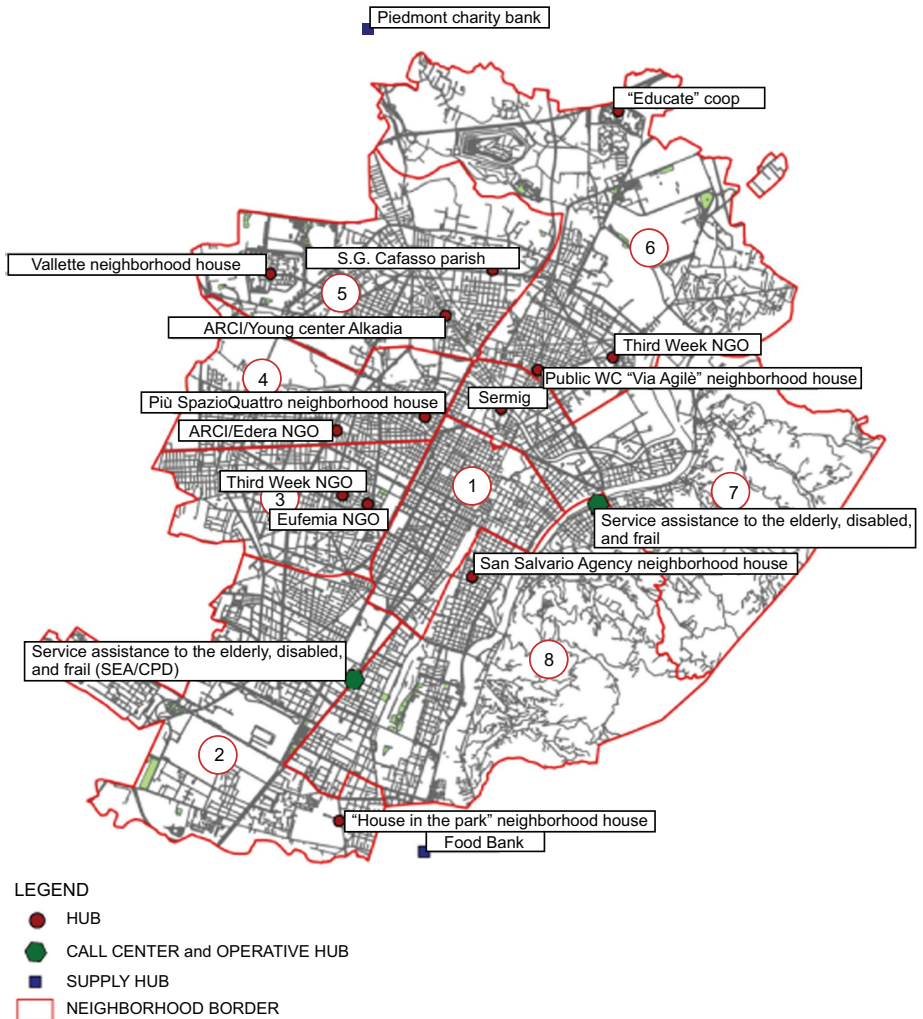 Piedmont charity bank
“Educate” coop
6
S.G. Cafasso parish
Vallette neighborhood house
5
ARCI/Young center Alkadia
Third Week NGO
4
Public WC “Via Agilè” neighborhood house
Sermig
Più SpazioQuattro neighborhood house
ARCI/Edera NGO
Third Week NGO
1
7
3
Eufemia NGO
Service assistance to the elderly, disabled,
and frail
San Salvario Agency neighborhood house
Service assistance to the elderly, disabled,
and frail (SEA/CPD)
8
2
“House in the park” neighborhood house
Food Bank
LEGEND
HUB
CALL CENTER and OPERATIVE HUB
SUPPLY HUB
NEIGHBORHOOD BORDER